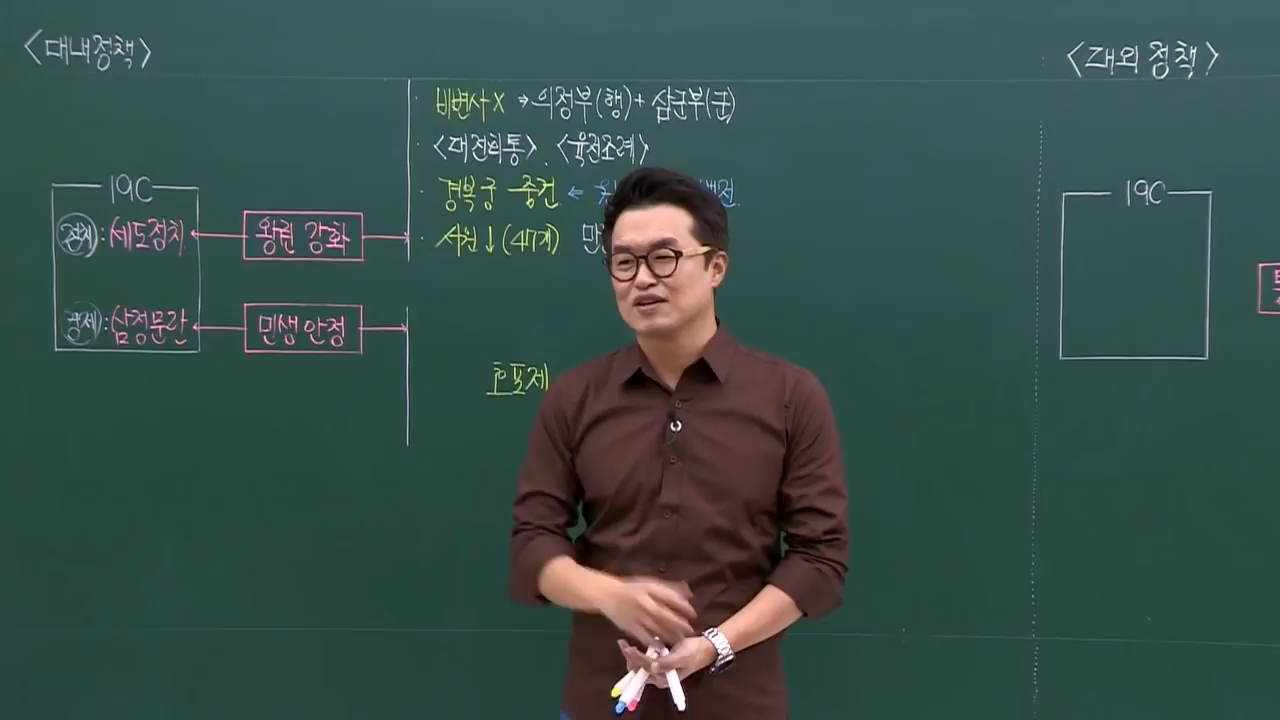 <대내정책>
19C
정치:세도정치
경제:삼정문란
왕권 강화
민생 안정
· 비변사 X → 의정부(행) + 삼군부(군)
· <대전회통>, <육전조례>
· 경복궁 중건 ←
· 서원↓(47개) 만
호포제
<대외정책>
19C